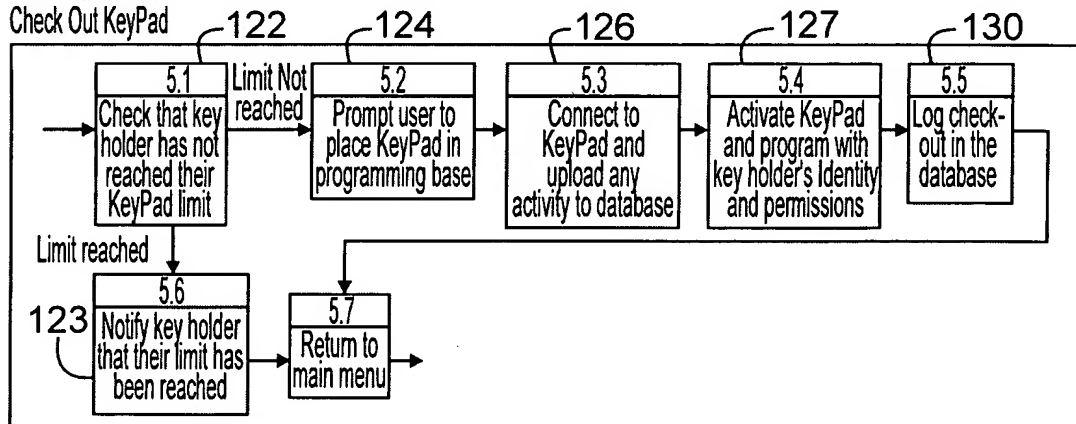 Check Out KeyPad
122
124
126
127
130
5.1
Check that key
holder has not
reached their
KeyPad limit
Limit Not
reached
5.2
Prompt user to
place KeyPad in
programming base
5.3
Connect to
KeyPad and
upload any
activity to database
5.4
Activate KeyPad
and program with
key holder's Identity
and permissions
5.5
Log check-
out in the
database
Limit reached
123
5.6
Notify key holder
that their limit has
been reached
5.7
Return to
main menu